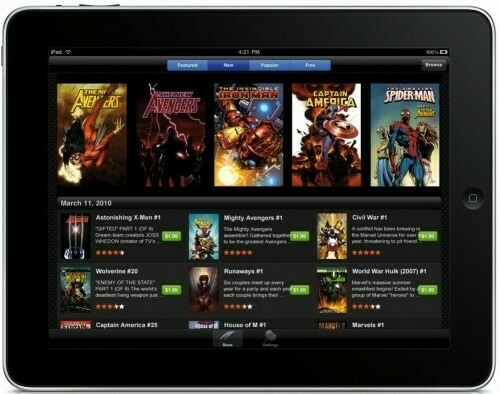 iPad
4:21 PM
100%
Featured
New
Popular
Free
Browse
THE NEW AVENGERS
THE NEW AVENGERS
THE INVINCIBLE IRON MAN
CAPTAIN AMERICA
THE AMAZING SPIDER-MAN
March 11, 2010
Astonishing X-Men #1
"GIFTED" PART 1 (OF 6)
Dream-team creators JOSS
WHEDON (creator of TV's ...
$1.99
Mighty Avengers #1
The Mighty Avengers
assemble! Gathered togethe
to be the greatest Avengers ...
$1.99
Civil War #1
A conflict has been brewing in
the Marvel Universe for over
year, threatening to pit friend ...
$1.99
Wolverine #20
"ENEMY OF THE STATE"
PART 1 (OF 6) The world's
deadliest living weapon just...
$1.99
Runaways #1
Six couples meet up every
year for a party and each yea
each couple brings their ...
$1.99
World War Hulk (2007) #1
Marvel's massive summer
smashfest begins! Exiled by a
group of Marvel "heroes" to ...
$1.99
Captain America #25
House of M #1
Marvels #1
Store
Settings